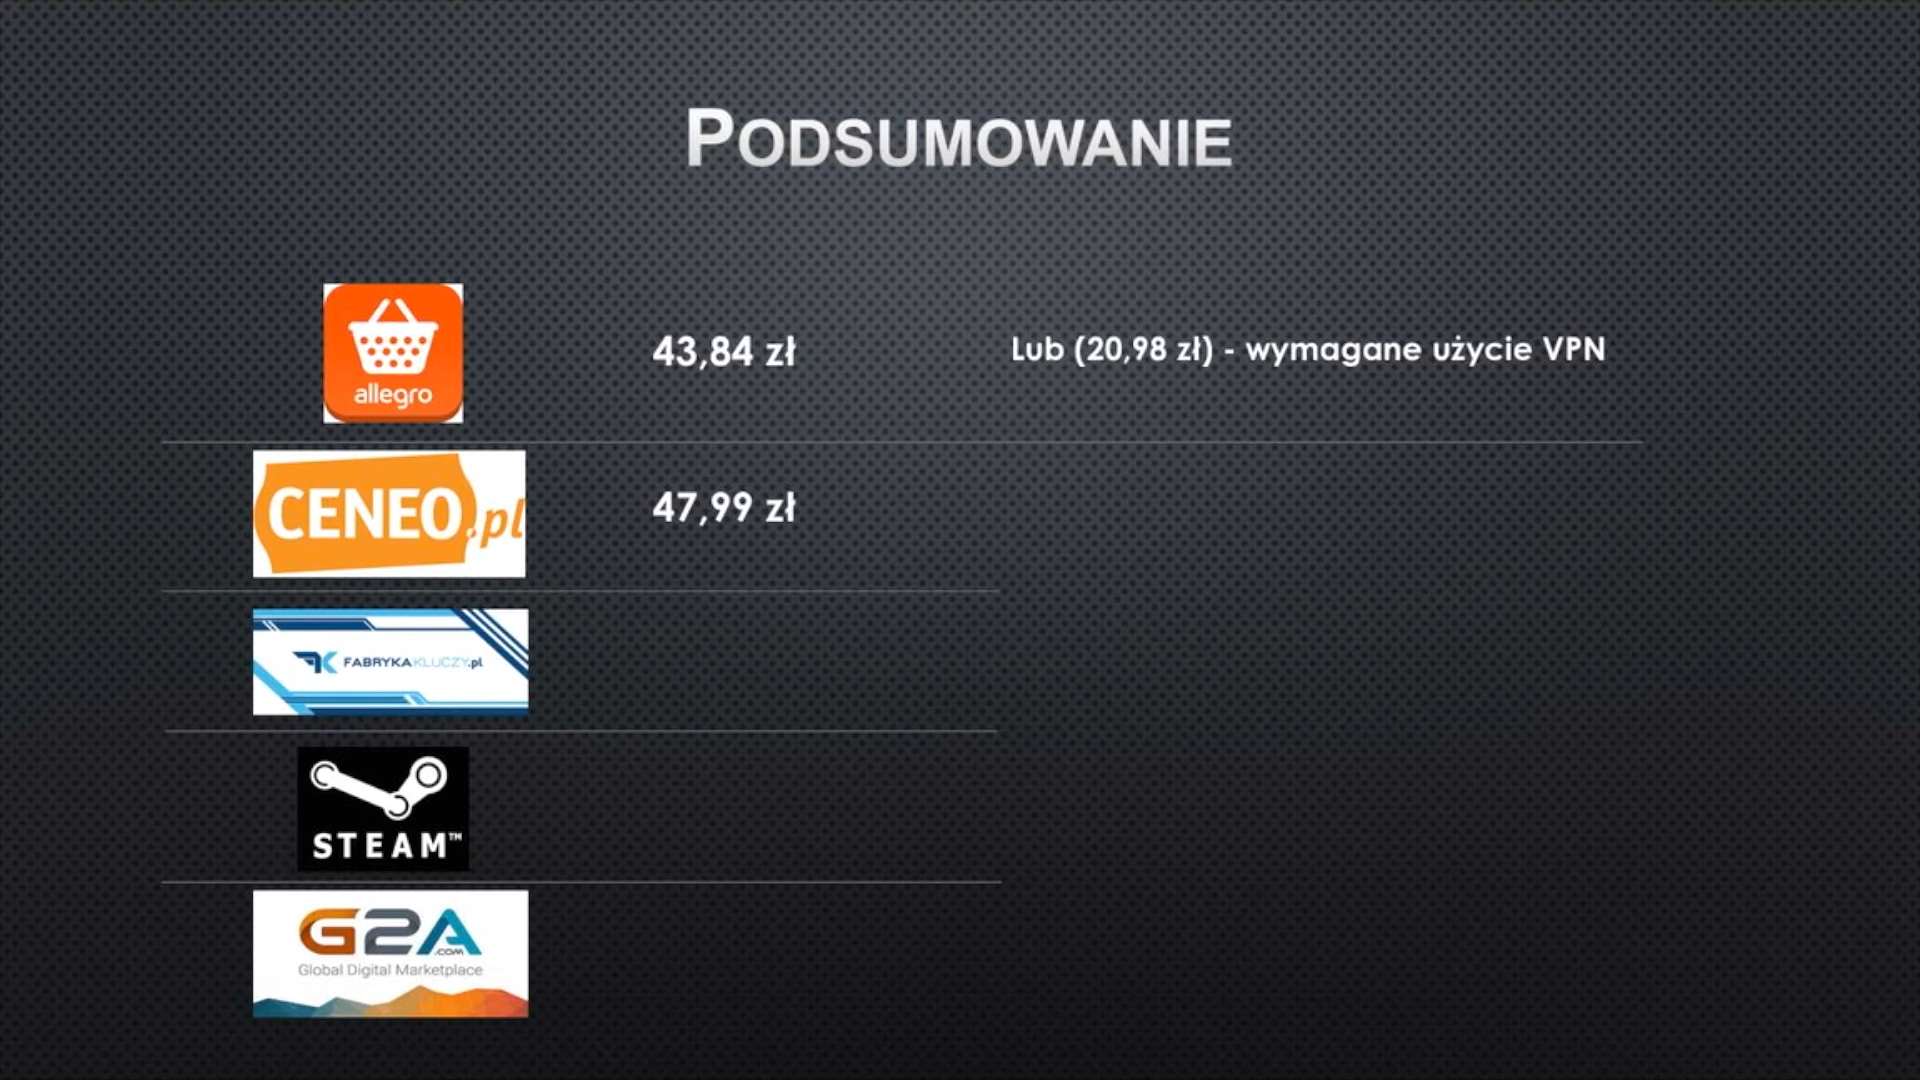 PODSUMOWANIE
allegro
43,84 zł
Lub (20,98 zł) - wymagane użycie VPN
CENEO.pl
47,99 zł
FK FABRYKAKLUCZY.pl
STEAM™
G2A
.COM
Global Digital Marketplace